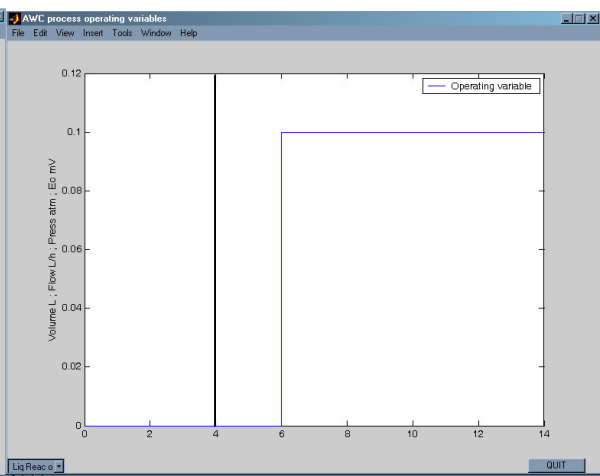 AWC process operating variables
File Edit View Insert Tools Window Help
Operating variable
Volume L ; Flow L/h ; Press atm ; Eo mV
0.12
0.1
0.08
0.06
0.04
0.02
0
0 2 4 6 8 10 12 14
Liq Reac o
QUIT